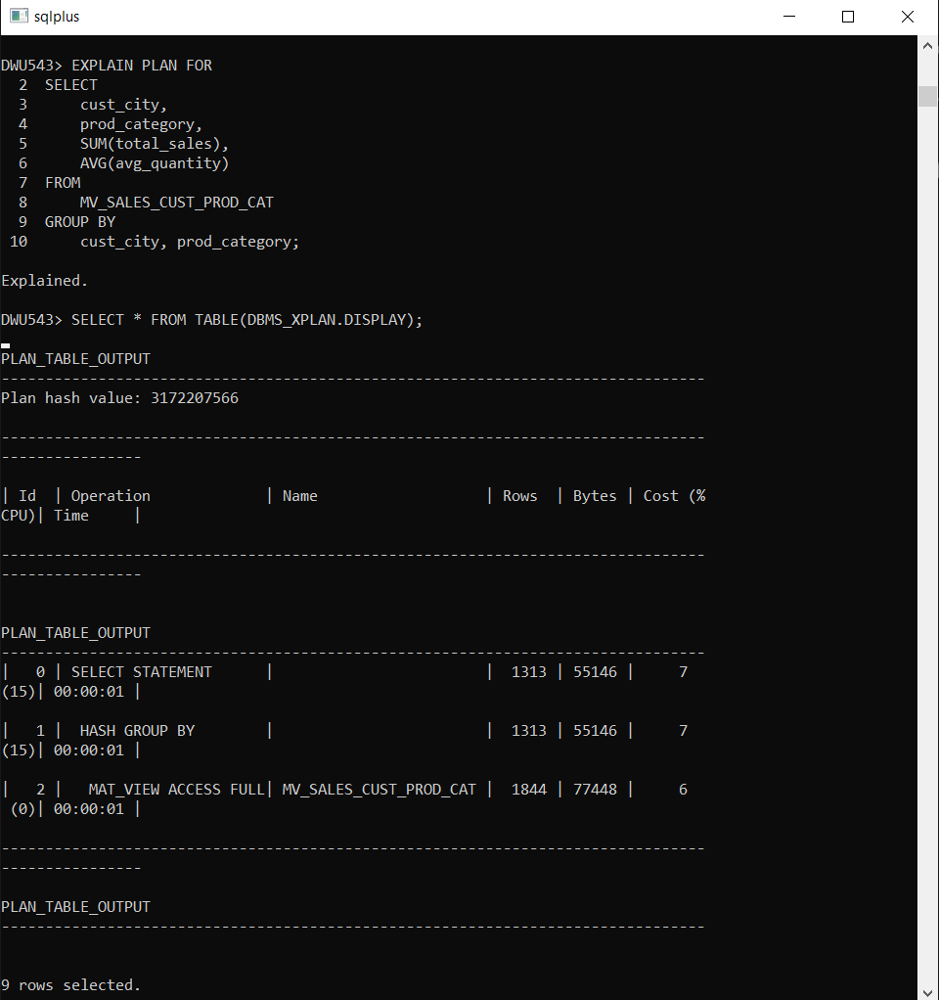 sqlplus
DWU543> EXPLAIN PLAN FOR
  2  SELECT
  3      cust_city,
  4      prod_category,
  5      SUM(total_sales),
  6      AVG(avg_quantity)
  7  FROM
  8      MV_SALES_CUST_PROD_CAT
  9  GROUP BY
 10      cust_city, prod_category;
Explained.
DWU543> SELECT * FROM TABLE(DBMS_XPLAN.DISPLAY);
PLAN_TABLE_OUTPUT
--------------------------------------------------------------------------------
Plan hash value: 3172207566
--------------------------------------------------------------------------------
----------------
| Id  | Operation             | Name                   | Rows  | Bytes | Cost (%
CPU)| Time     |
--------------------------------------------------------------------------------
----------------
PLAN_TABLE_OUTPUT
--------------------------------------------------------------------------------
|   0 | SELECT STATEMENT      |                        |  1313 | 55146 |     7
(15)| 00:00:01 |
|   1 |  HASH GROUP BY        |                        |  1313 | 55146 |     7
(15)| 00:00:01 |
|   2 |   MAT_VIEW ACCESS FULL| MV_SALES_CUST_PROD_CAT |  1844 | 77448 |     6
 (0)| 00:00:01 |
--------------------------------------------------------------------------------
----------------
PLAN_TABLE_OUTPUT
--------------------------------------------------------------------------------
9 rows selected.